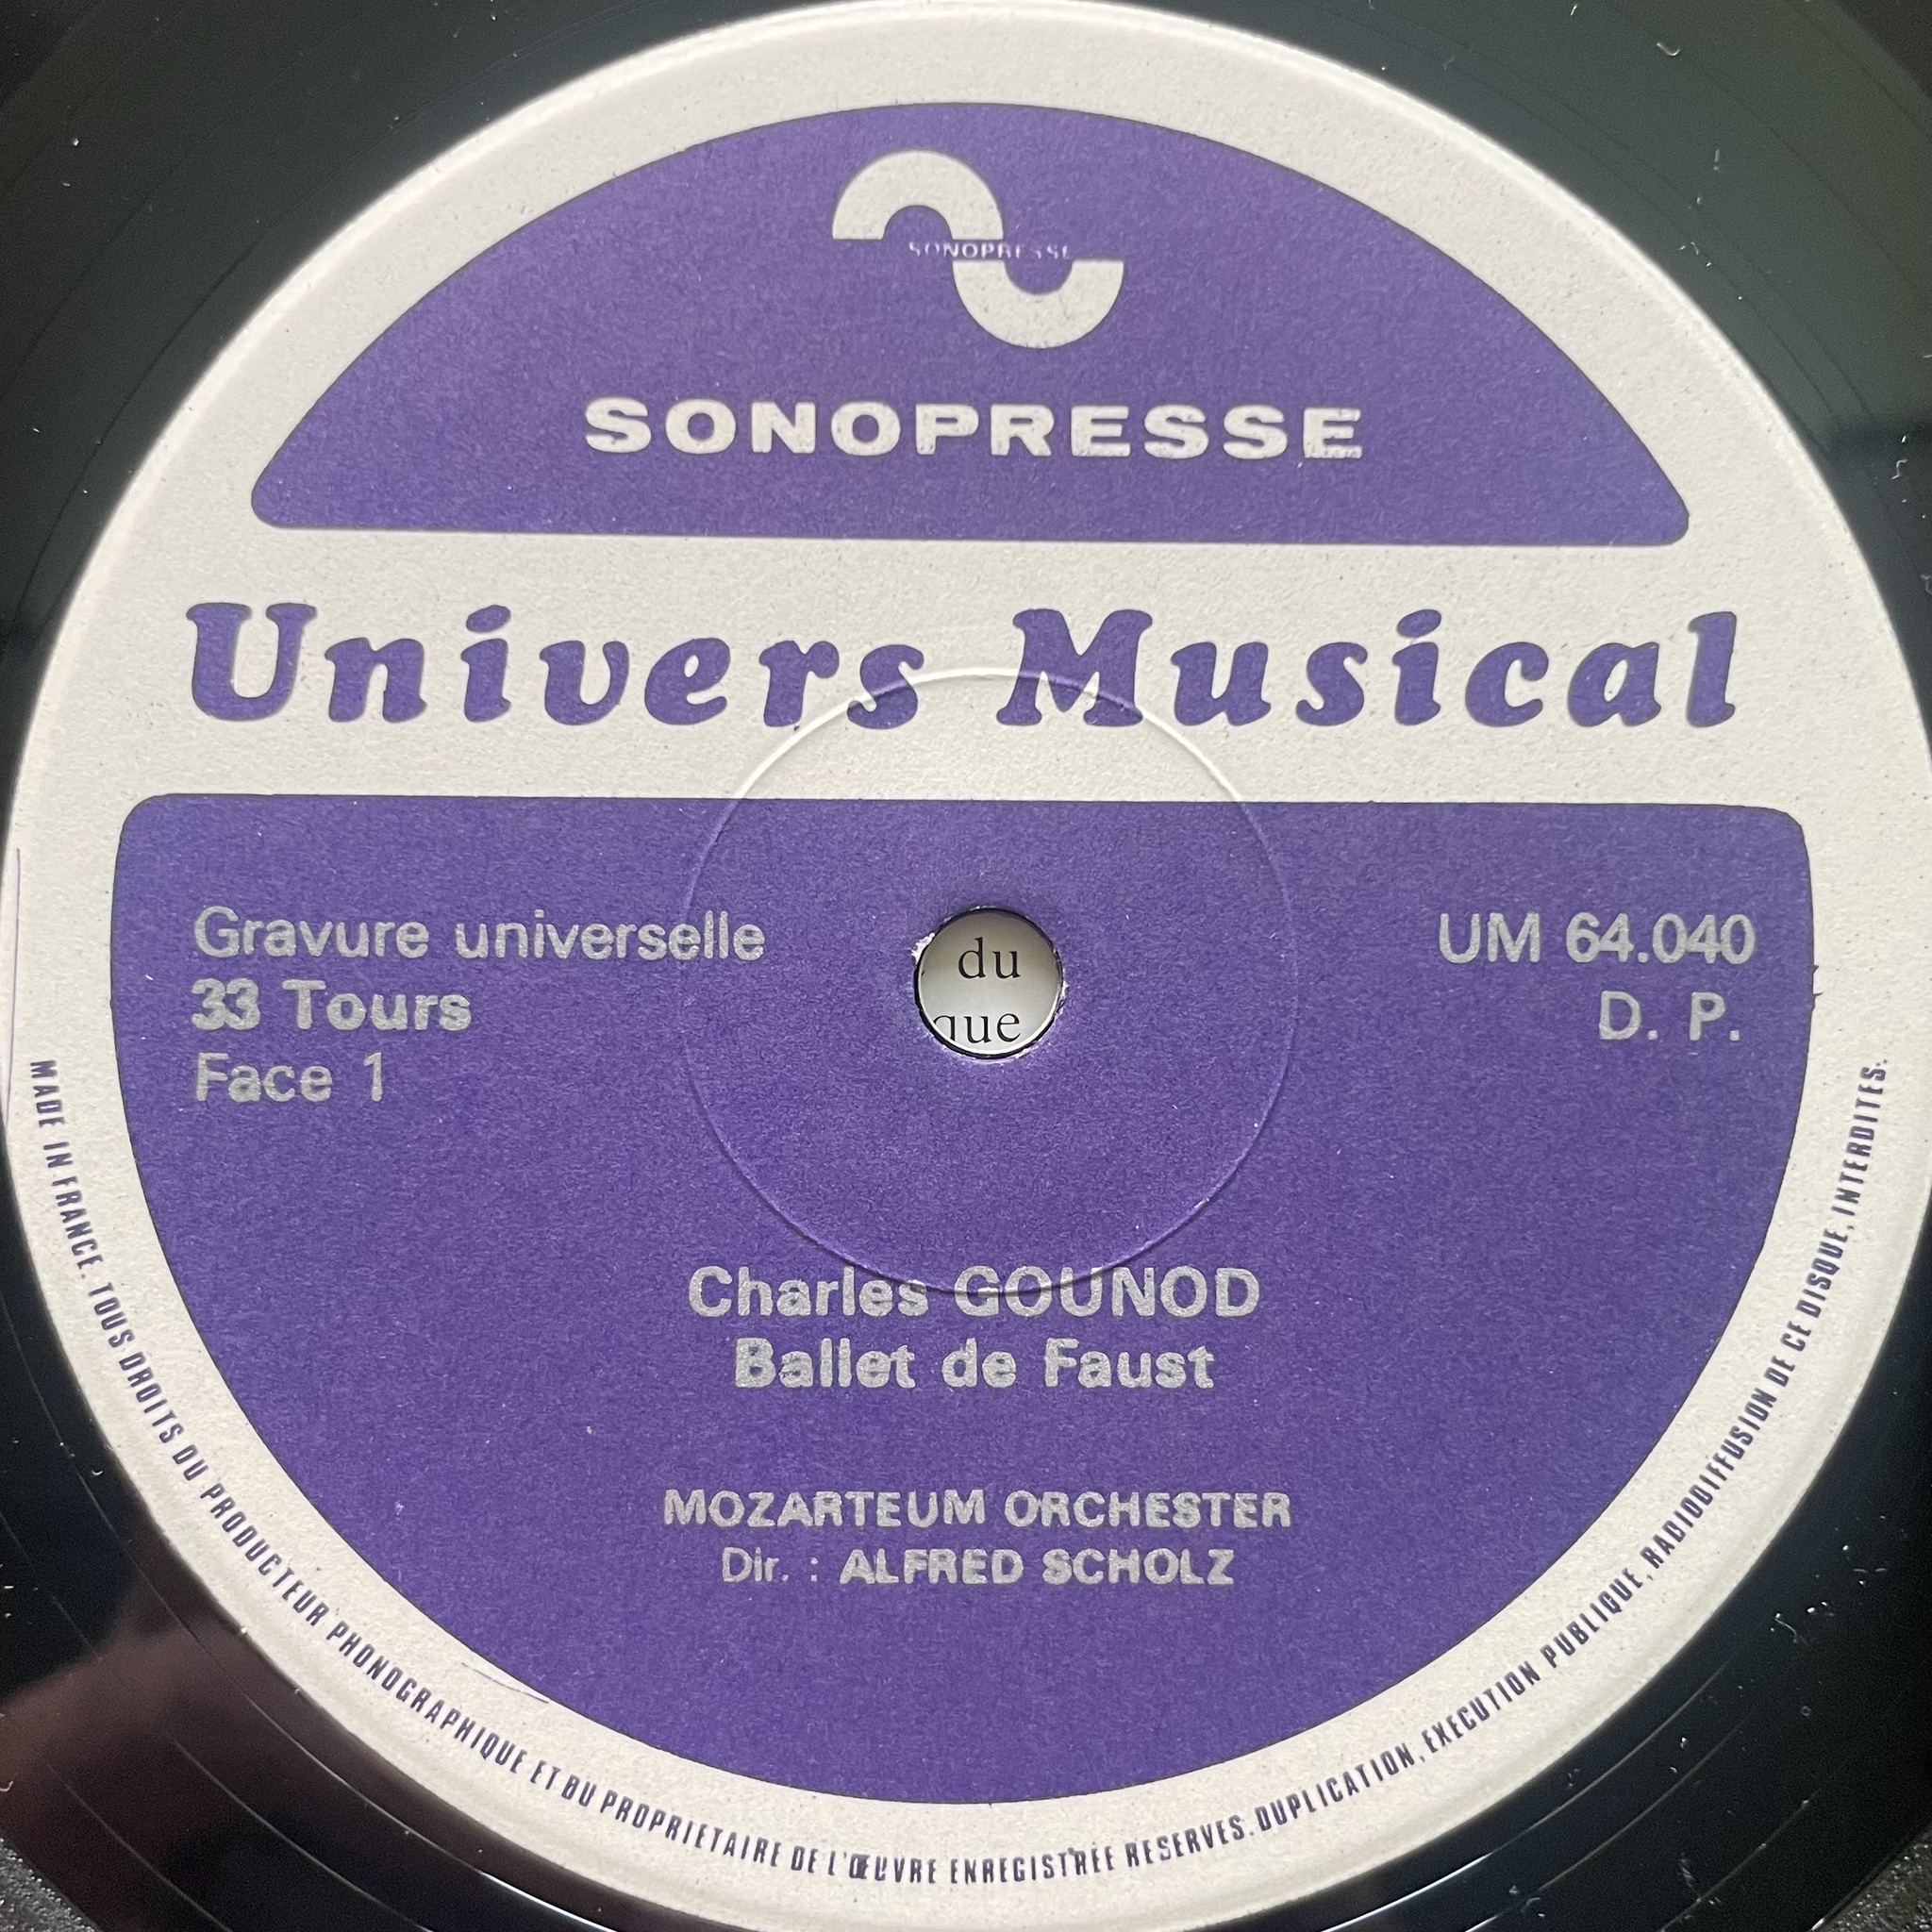 SONOPRESSE
SONOPRESSE
Univers Musical
Gravure universelle
33 Tours
Face 1
UM 64.040
D. P.
du
que
Charles GOUNOD
Ballet de Faust
MOZARTEUM ORCHESTER
Dir. : ALFRED SCHOLZ
MADE IN FRANCE. TOUS DROITS DU PRODUCTEUR PHONOGRAPHIQUE ET DU PROPRIETAIRE DE L'ŒUVRE ENREGISTRÉE RESERVES. DUPLICATION, EXECUTION PUBLIQUE, RADIODIFFUSION DE CE DISQUE, INTERDITES.